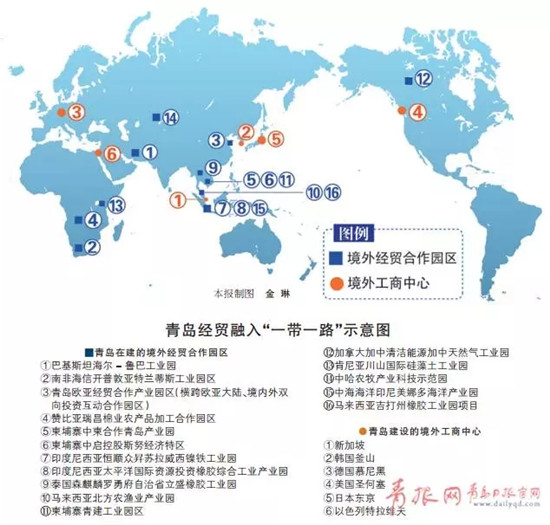 ⑫
③
④
⑭
③
②
⑤
⑥
①
⑨
⑤⑥⑪
⑬
①
⑩⑯
④
⑦⑧⑮
②
图例
境外经贸合作园区
境外工商中心
本报制图 金 琳
青岛经贸融入“一带一路”示意图
■青岛在建的境外经贸合作园区
①巴基斯坦海尔－鲁巴工业园
②南非海信开普敦亚特兰蒂斯工业园区
③青岛欧亚经贸合作产业园区(横跨欧亚大陆、境内外双
向投资互动合作园区)
④赞比亚瑞昌棉业农产品加工合作园区
⑤柬埔寨中柬合作青岛产业园
⑥柬埔寨中启控股斯努经济特区
⑦印度尼西亚恒顺众昇苏拉威西镍铁工业园
⑧印度尼西亚太平洋国际资源投资橡胶综合工业产业园
⑨泰国森麒麟罗勇府自治省立盛橡胶工业园
⑩马来西亚北方农渔业产业园
⑪柬埔寨青建工业园区
⑫加拿大加中清洁能源加中天然气工业园
⑬肯尼亚川山国际硅藻土工业园
⑭中哈农牧产业科技示范园
⑮中海海洋印尼美娜多海洋产业园
⑯马来西亚吉打州橡胶工业园项目
●青岛建设的境外工商中心
①新加坡
②韩国釜山
③德国慕尼黑
④美国圣何塞
⑤日本东京
⑥以色列特拉维夫
青报网
青岛日报官网
www.dailyqd.com